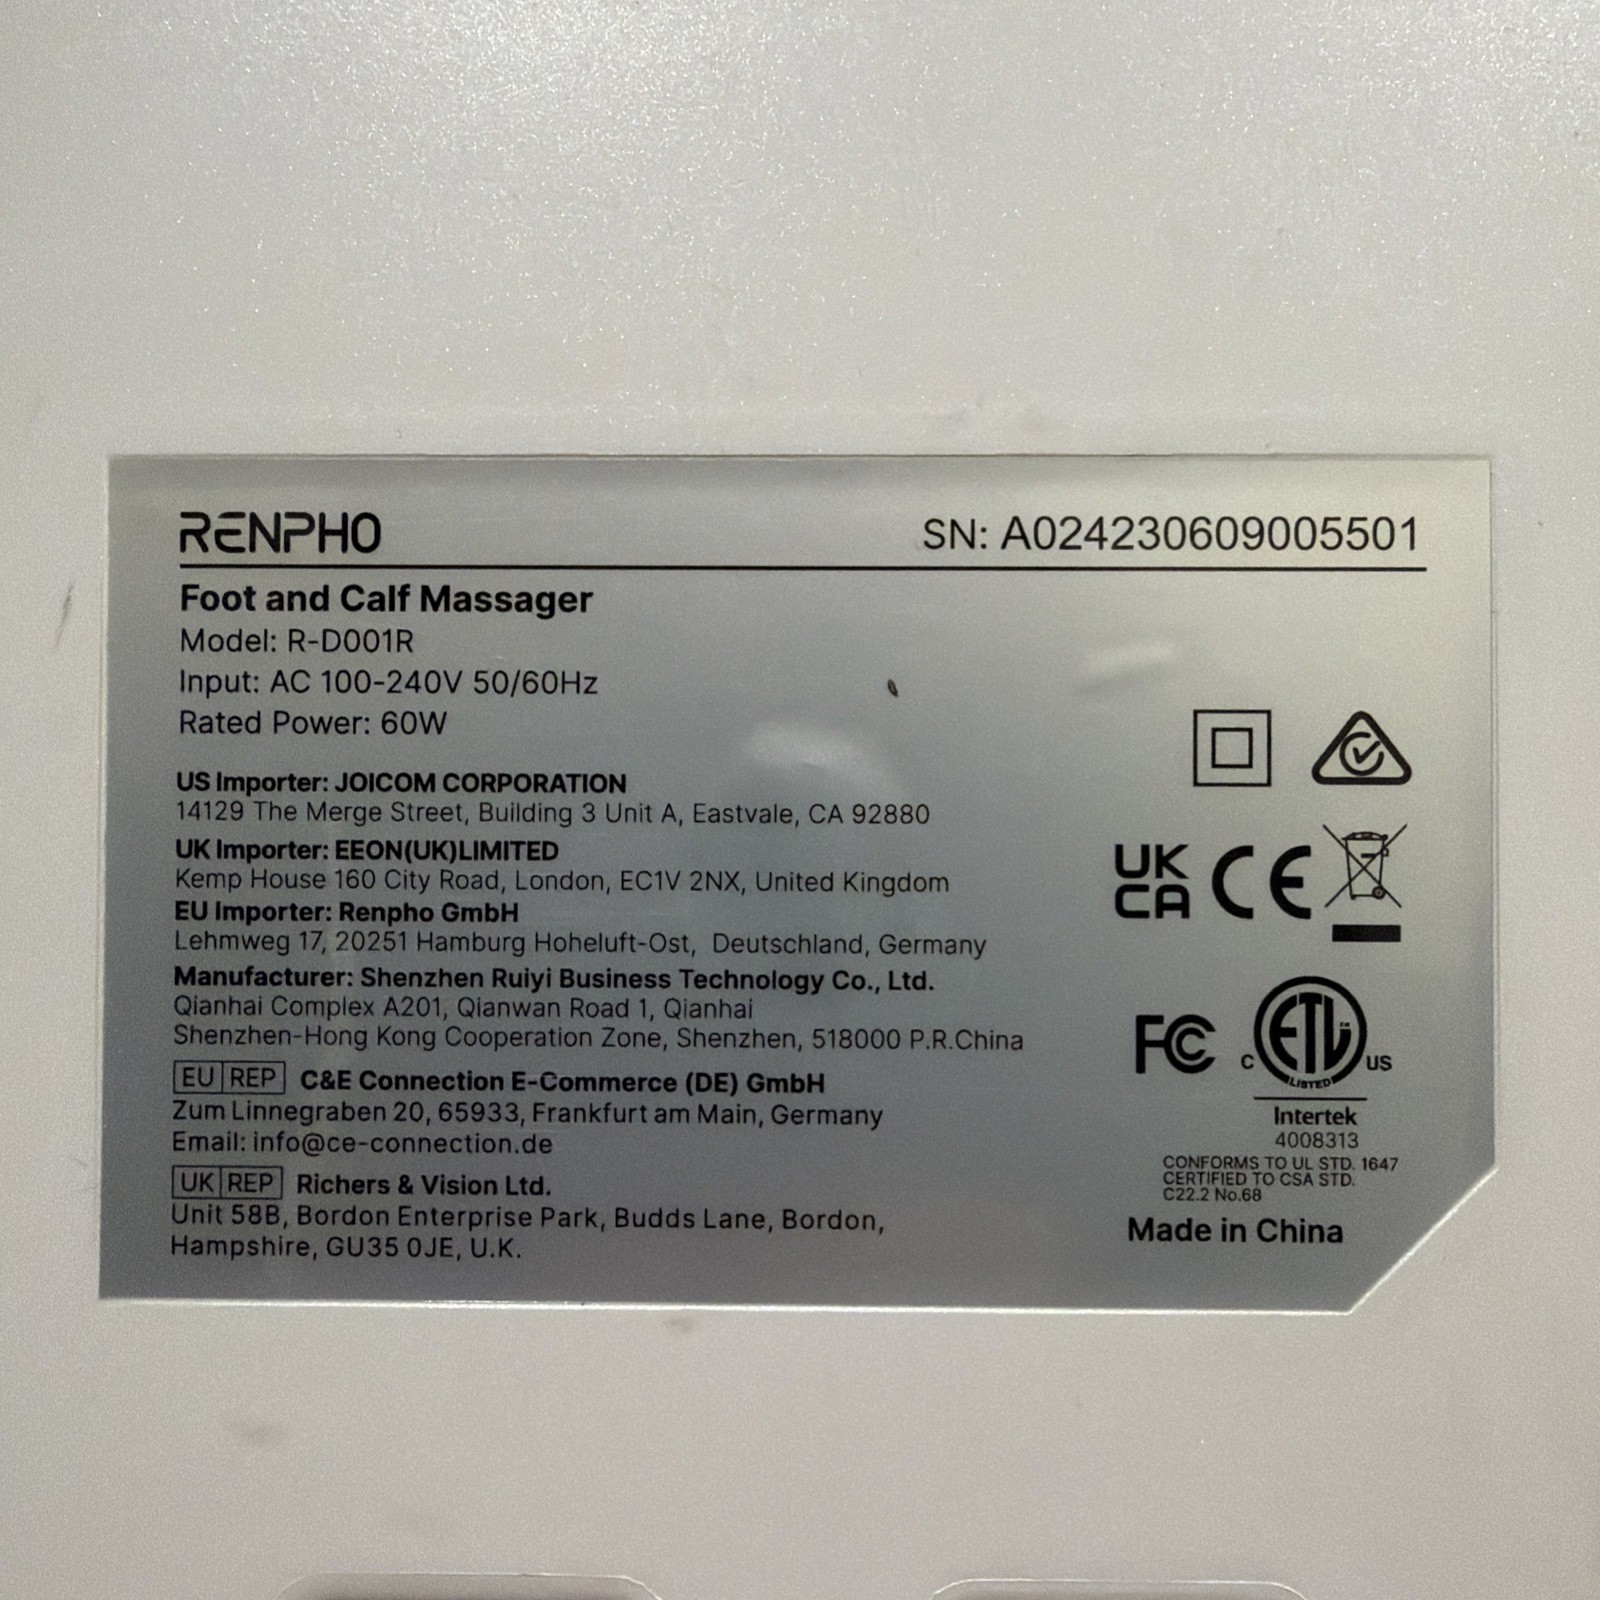 RENPHO
SN: A024230609005501
Foot and Calf Massager
Model: R-D001R
Input: AC 100-240V 50/60Hz
Rated Power: 60W
US Importer: JOICOM CORPORATION
14129 The Merge Street, Building 3 Unit A, Eastvale, CA 92880
UK Importer: EEON(UK)LIMITED
Kemp House 160 City Road, London, EC1V 2NX, United Kingdom
EU Importer: Renpho GmbH
Lehmweg 17, 20251 Hamburg Hoheluft-Ost, Deutschland, Germany
Manufacturer: Shenzhen Ruiyi Business Technology Co., Ltd.
Qianhai Complex A201, Qianwan Road 1, Qianhai
Shenzhen-Hong Kong Cooperation Zone, Shenzhen, 518000 P.R.China
EU REP C&E Connection E-Commerce (DE) GmbH
Zum Linnegraben 20, 65933, Frankfurt am Main, Germany
Email: info@ce-connection.de
UK REP Richers & Vision Ltd.
Unit 58B, Bordon Enterprise Park, Budds Lane, Bordon,
Hampshire, GU35 0JE, U.K.
UK
CA
CE
FC
C ETL US
LISTED
Intertek
4008313
CONFORMS TO UL STD. 1647
CERTIFIED TO CSA STD.
C22.2 No.68
Made in China